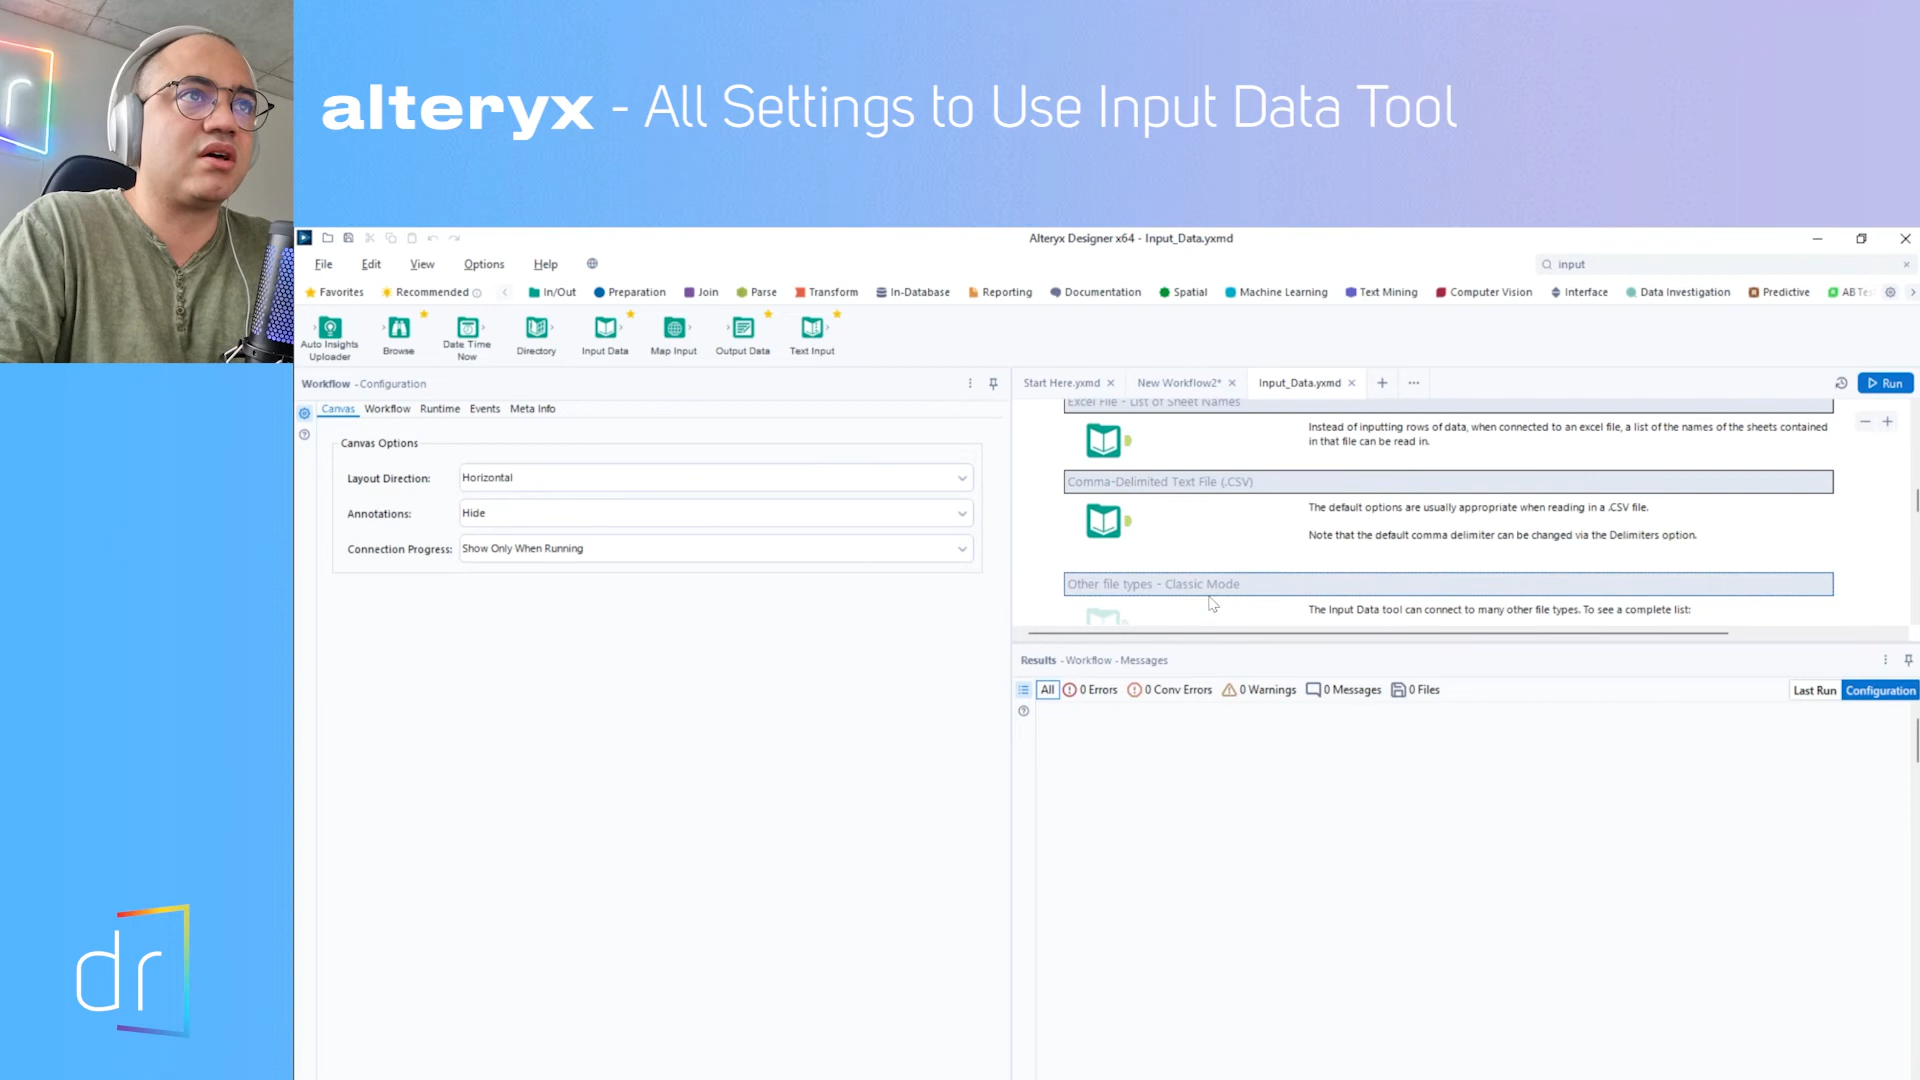 alteryx - All Settings to Use Input Data Tool
Alteryx Designer x64 - Input_Data.yxmd
File Edit View Options Help
input
Favorites Recommended In/Out Preparation Join Parse Transform In-Database Reporting Documentation Spatial Machine Learning Text Mining Computer Vision Interface Data Investigation Predictive
Auto Insights Uploader
Browse
Date Time Now
Directory
Input Data
Map Input
Output Data
Text Input
Workflow - Configuration
Canvas Workflow Runtime Events Meta Info
Canvas Options
Layout Direction: Horizontal
Annotations: Hide
Connection Progress: Show Only When Running
Start Here.yxmd New Workflow2* Input_Data.yxmd Run
Excel File - List of Sheet Names
Instead of inputting rows of data, when connected to an excel file, a list of the names of the sheets contained
in that file can be read in.
Comma-Delimited Text File (.CSV)
The default options are usually appropriate when reading in a .CSV file.
Note that the default comma delimiter can be changed via the Delimiters option.
Other file types - Classic Mode
The Input Data tool can connect to many other file types. To see a complete list:
Results - Workflow - Messages
All 0 Errors 0 Conv Errors 0 Warnings 0 Messages 0 Files Last Run Configuration
dr
r